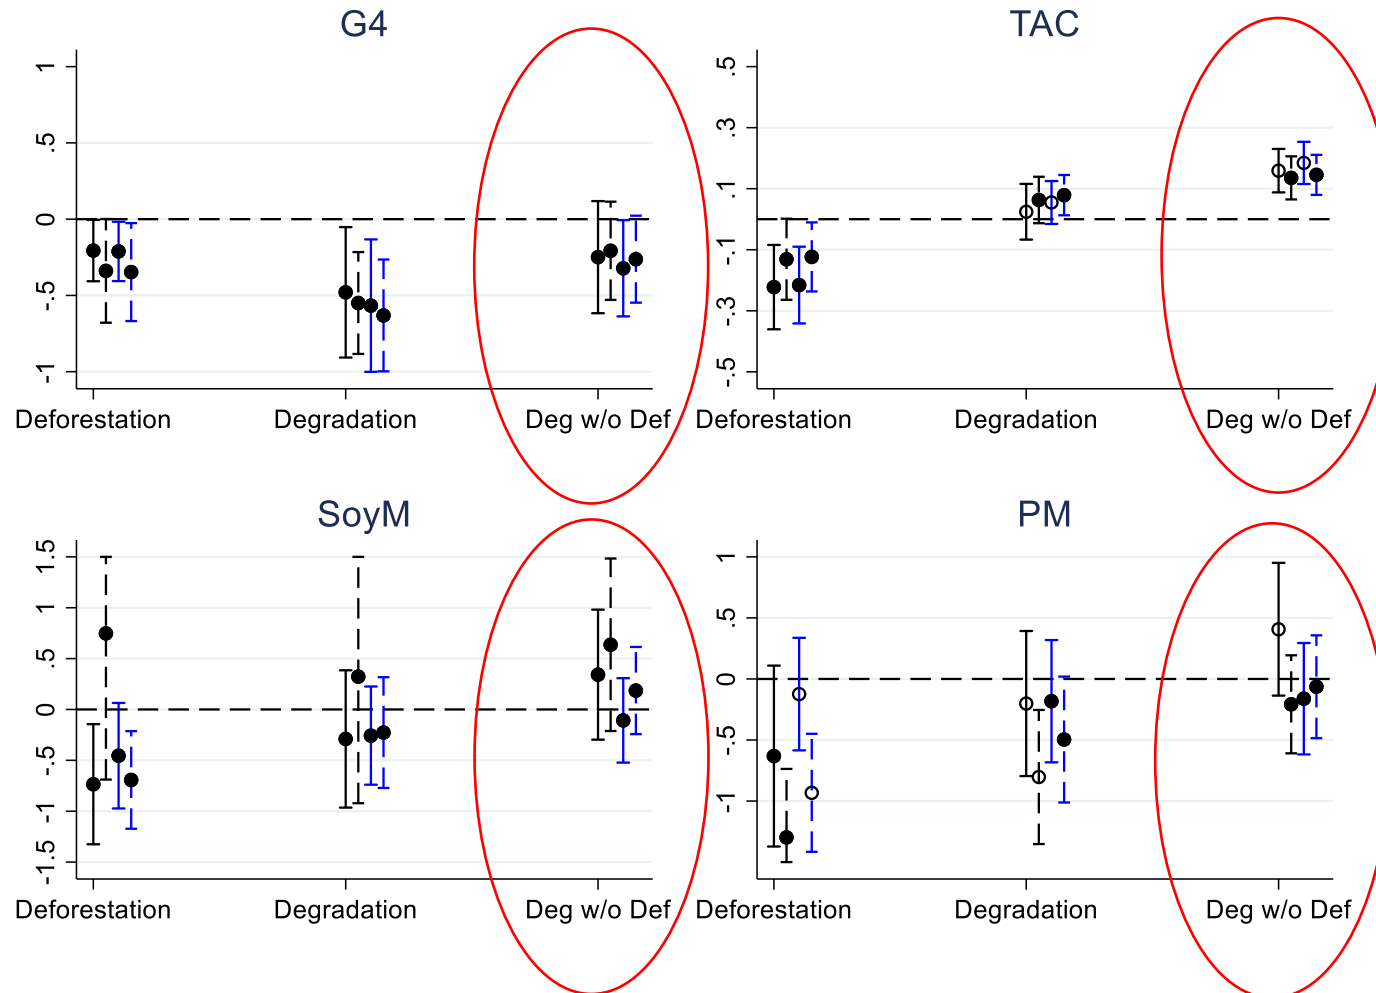 G4
1
.5
0
-.5
-1
Deforestation
Degradation
Deg w/o Def
TAC
.5
.3
.1
-.1
-.3
-.5
Deforestation
Degradation
Deg w/o Def
SoyM
1.5
1
.5
0
-.5
-1
-1.5
Deforestation
Degradation
Deg w/o Def
PM
1
.5
0
-.5
-1
Deforestation
Degradation
Deg w/o Def